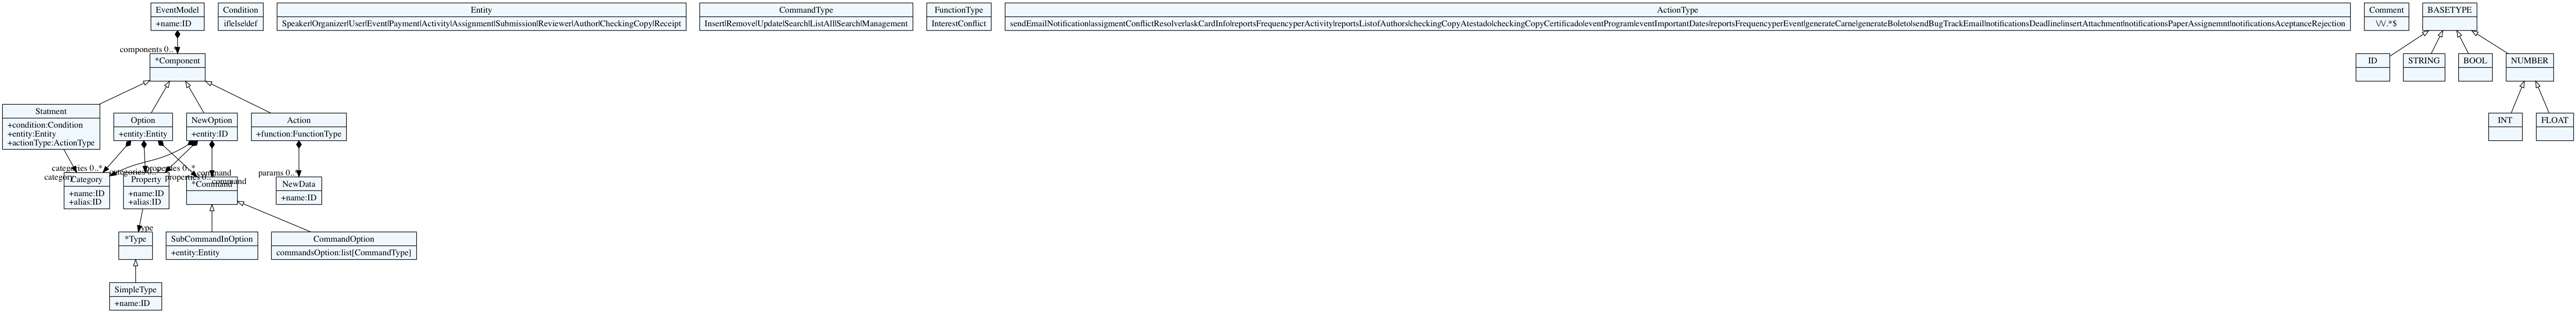 EventModel
+name:ID
Condition
if|else|def
Entity
Speaker|Organizer|User|Event|Payment|Activity|Assignment|Submission|Reviewer|Author|CheckingCopy|Receipt
CommandType
Insert|Remove|Update|Search|ListAll|Search|Management
FunctionType
InterestConflict
ActionType
sendEmailNotification|assigmentConflictResolver|askCardInfo|reportsFrequencyperActivity|reportsListofAuthors|checkingCopyAtestado|checkingCopyCertificado|eventProgram|eventImportantDates|reportsFrequencyperEvent|generateCarne|generateBoleto|sendBugTrackEmail|notificationsDeadline|insertAttachment|notificationsPaperAssignemnt|notificationsAceptanceRejection
Comment
\/\/.*$
BASETYPE
components 0..*
*Component
ID
STRING
BOOL
NUMBER
Statment
+condition:Condition
+entity:Entity
+actionType:ActionType
Option
+entity:Entity
NewOption
+entity:ID
Action
+function:FunctionType
INT
FLOAT
categories 0..*
category
categories 0..*
properties 0..*
properties 0..*
command
command
params 0..*
Category
+name:ID
+alias:ID
Property
+name:ID
+alias:ID
*Command
NewData
+name:ID
type
*Type
SubCommandInOption
+entity:Entity
CommandOption
commandsOption:list[CommandType]
SimpleType
+name:ID